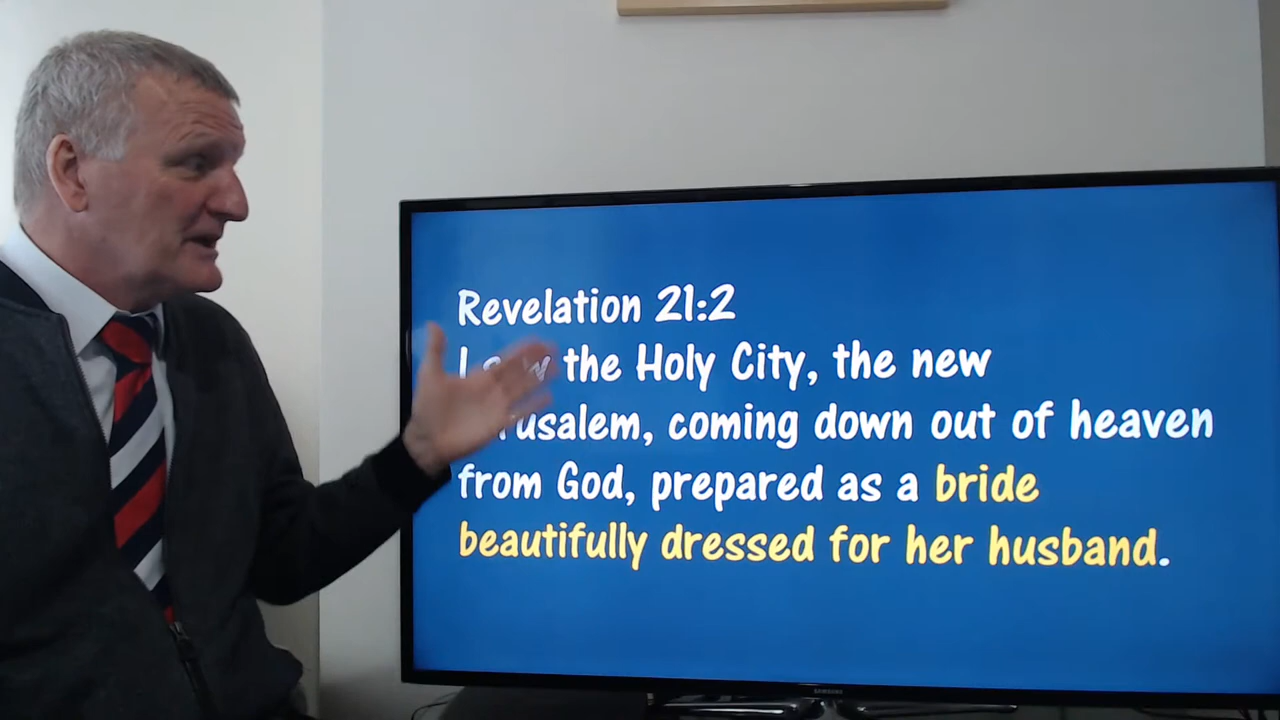 Revelation 21:2
the Holy City, the new
coming down out of heaven
from God, prepared as a bride
beautifully dressed for her husband.
SAMSUNG